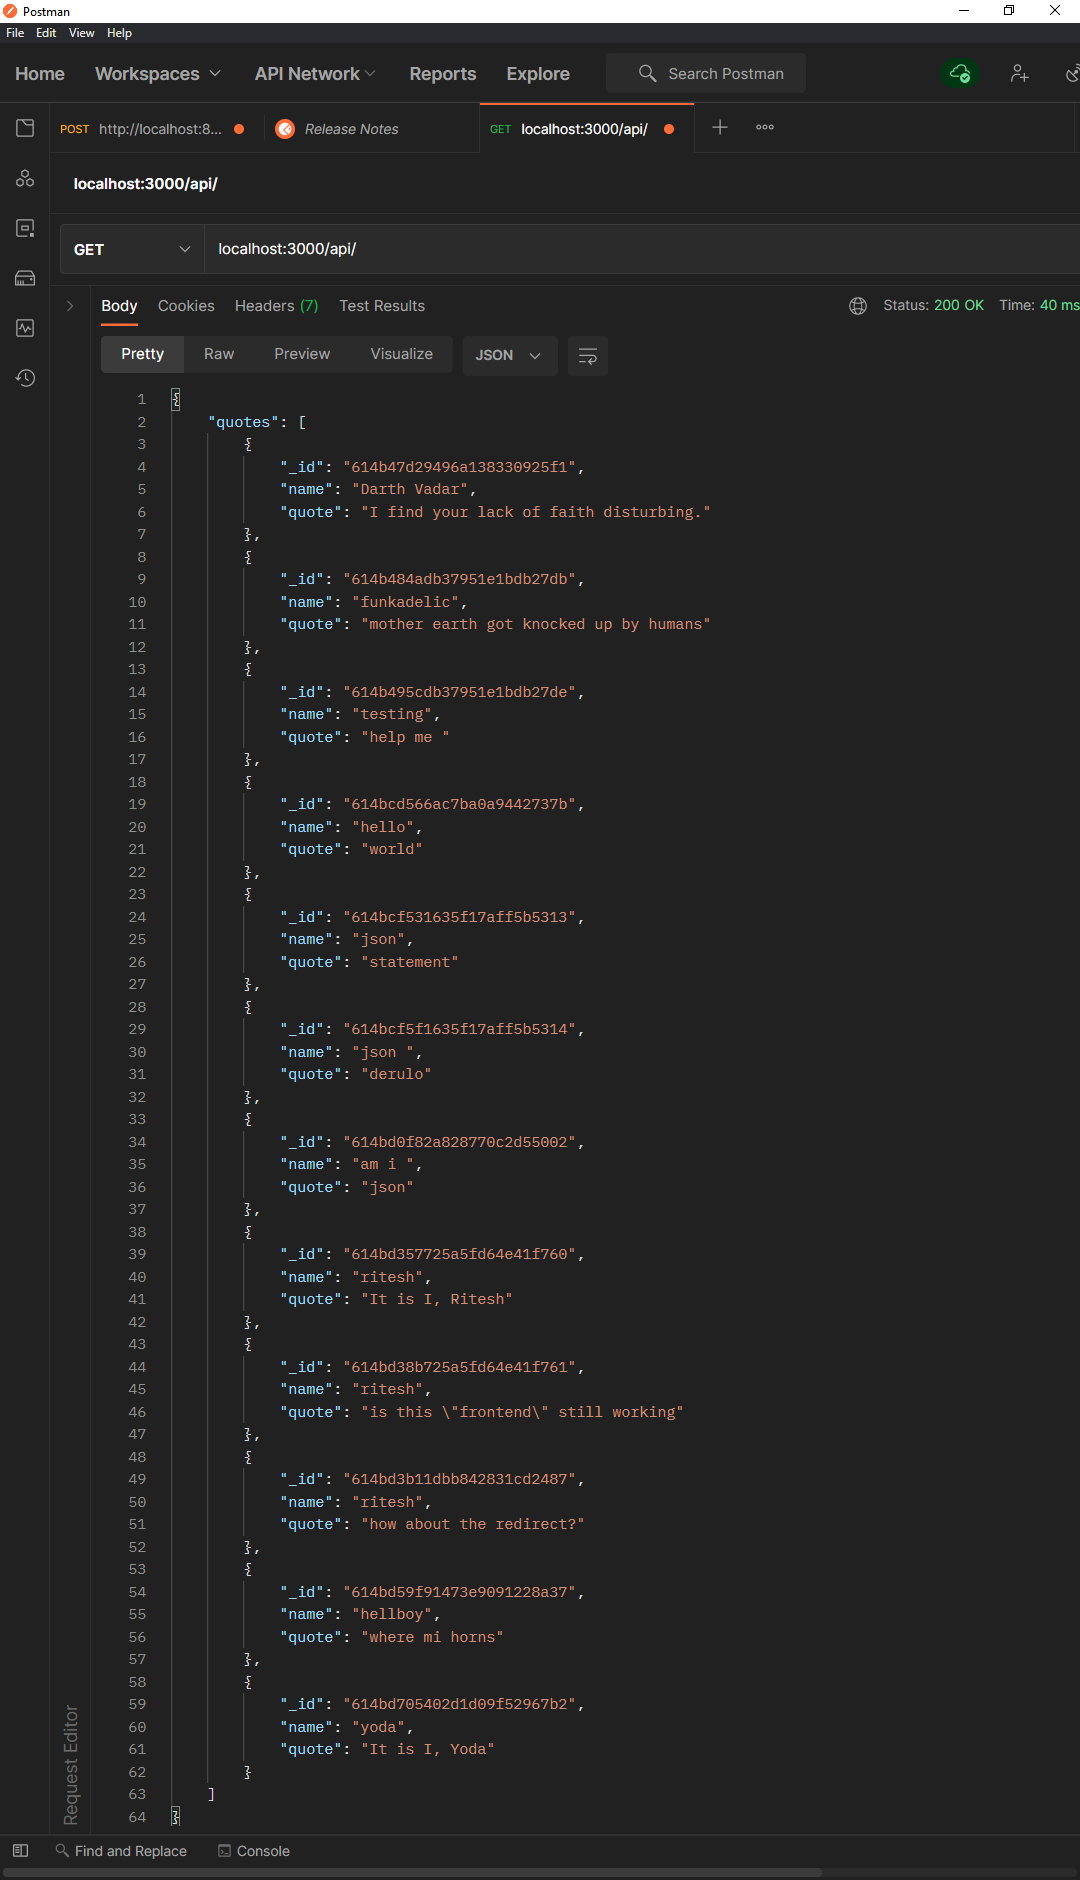 Postman
File Edit View Help
Home Workspaces API Network Reports Explore Search Postman
POST http://localhost:8... Release Notes GET localhost:3000/api/
localhost:3000/api/
GET localhost:3000/api/
Body Cookies Headers (7) Test Results Status: 200 OK Time: 40 ms
Pretty Raw Preview Visualize JSON
1 {
2 "quotes": [
3 {
4 "_id": "614b47d29496a138330925f1",
5 "name": "Darth Vadar",
6 "quote": "I find your lack of faith disturbing."
7 },
8 {
9 "_id": "614b484adb37951e1bdb27db",
10 "name": "funkadelic",
11 "quote": "mother earth got knocked up by humans"
12 },
13 {
14 "_id": "614b495cdb37951e1bdb27de",
15 "name": "testing",
16 "quote": "help me "
17 },
18 {
19 "_id": "614bcd566ac7ba0a9442737b",
20 "name": "hello",
21 "quote": "world"
22 },
23 {
24 "_id": "614bcf531635f17aff5b5313",
25 "name": "json",
26 "quote": "statement"
27 },
28 {
29 "_id": "614bcf5f1635f17aff5b5314",
30 "name": "json ",
31 "quote": "derulo"
32 },
33 {
34 "_id": "614bd0f82a828770c2d55002",
35 "name": "am i ",
36 "quote": "json"
37 },
38 {
39 "_id": "614bd357725a5fd64e41f760",
40 "name": "ritesh",
41 "quote": "It is I, Ritesh"
42 },
43 {
44 "_id": "614bd38b725a5fd64e41f761",
45 "name": "ritesh",
46 "quote": "is this \"frontend\" still working"
47 },
48 {
49 "_id": "614bd3b11dbb842831cd2487",
50 "name": "ritesh",
51 "quote": "how about the redirect?"
52 },
53 {
54 "_id": "614bd59f91473e9091228a37",
55 "name": "hellboy",
56 "quote": "where mi horns"
57 },
58 {
59 "_id": "614bd705402d1d09f52967b2",
60 "name": "yoda",
61 "quote": "It is I, Yoda"
62 }
63 ]
64 }
Request Editor
Find and Replace Console